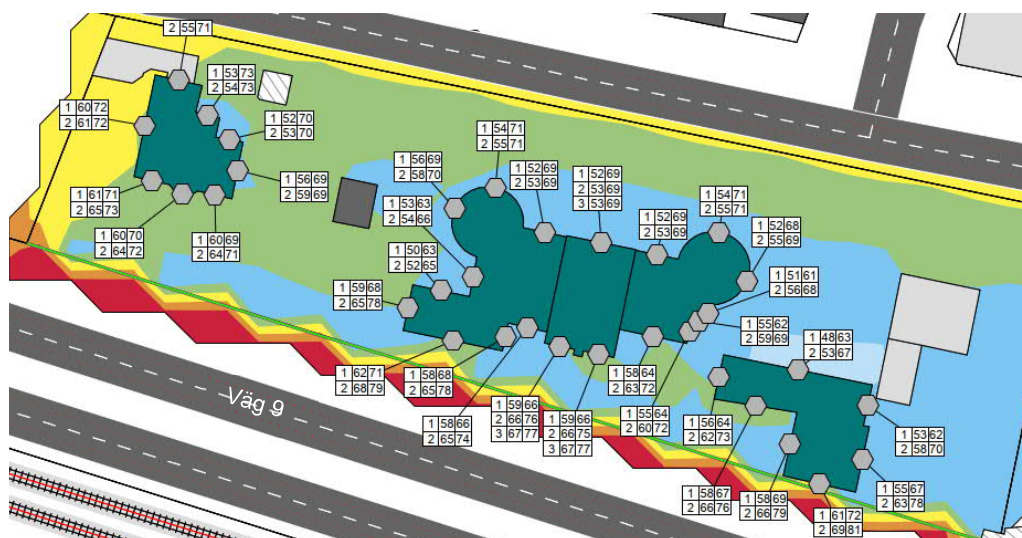 2 55 71
1 53 73
2 54 73
1 60 72
2 61 72
1 52 70
2 53 70
1 56 69
2 59 69
1 61 71
2 65 73
1 60 70
2 64 72
1 60 69
2 64 71
1 54 71
2 55 71
1 56 69
2 58 70
1 52 69
2 53 69
1 52 69
2 53 69
3 53 69
1 53 63
2 54 66
1 52 69
2 53 69
1 54 71
2 55 71
1 52 68
2 55 69
1 50 63
2 52 65
1 51 61
2 56 68
1 59 68
2 65 78
1 55 62
2 59 69
1 48 63
2 53 67
1 62 71
2 68 79
1 58 68
2 65 78
1 58 64
2 63 72
Väg 9
1 58 66
2 65 74
1 59 66
2 66 76
3 67 77
1 59 66
2 66 75
3 67 77
1 55 64
2 60 72
1 56 64
2 62 73
1 53 62
2 58 70
1 58 67
2 66 76
1 58 69
2 66 79
1 55 67
2 63 78
1 61 72
2 69 81